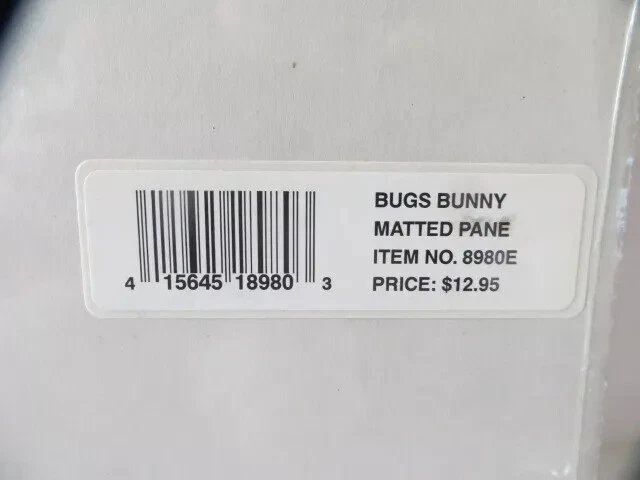 BUGS BUNNY
MATTED PANE
ITEM NO. 8980E
PRICE: $12.95
4 15645 18980 3